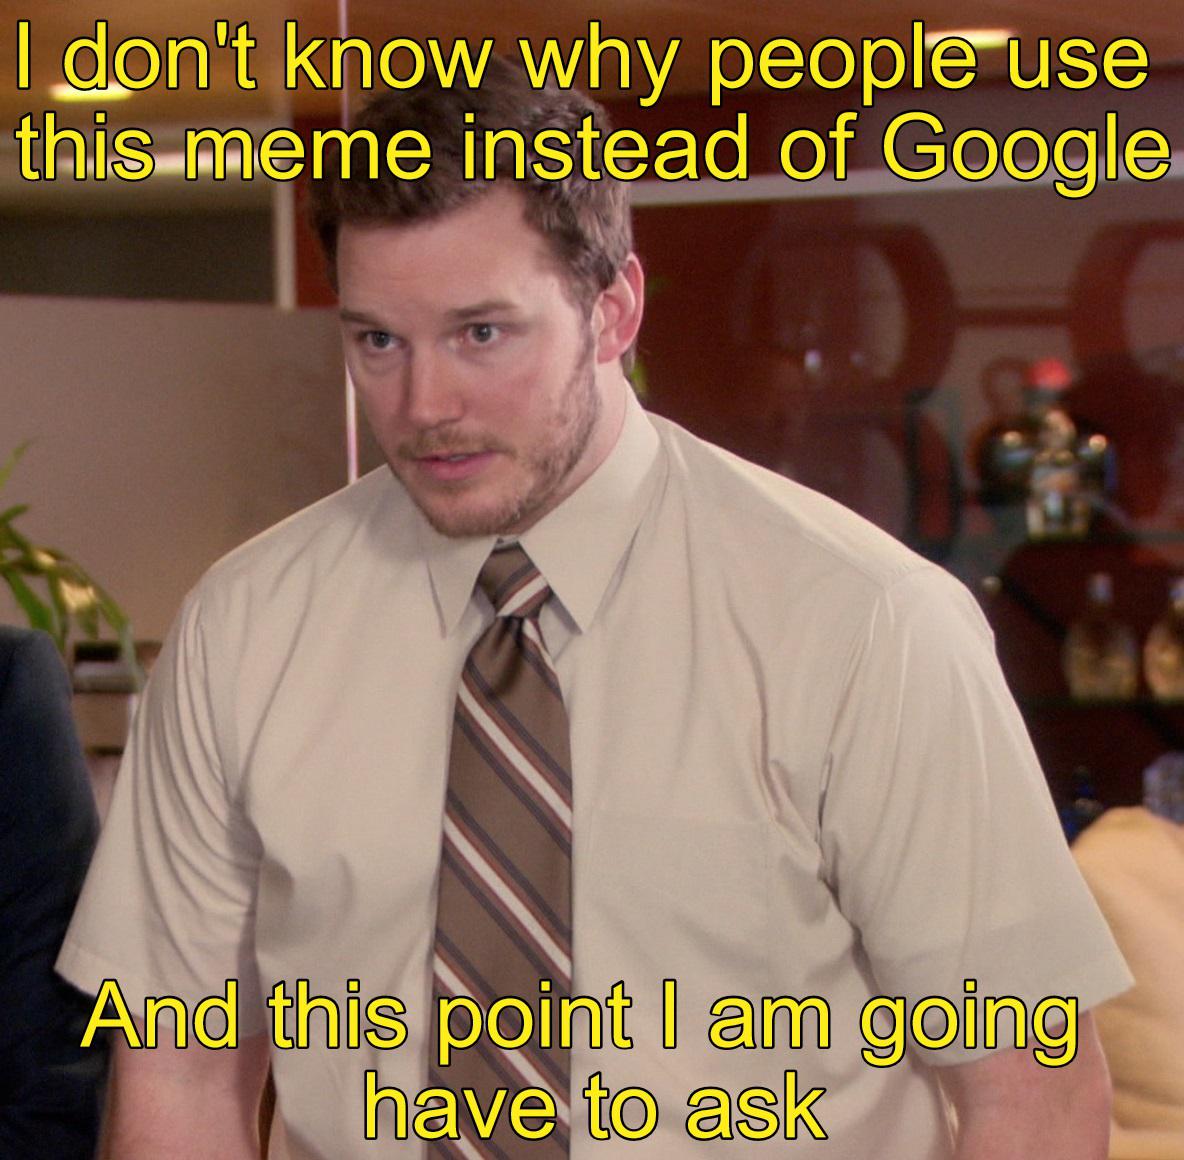 I don't know why people use
this meme instead of Google
And this point I am going
have to ask